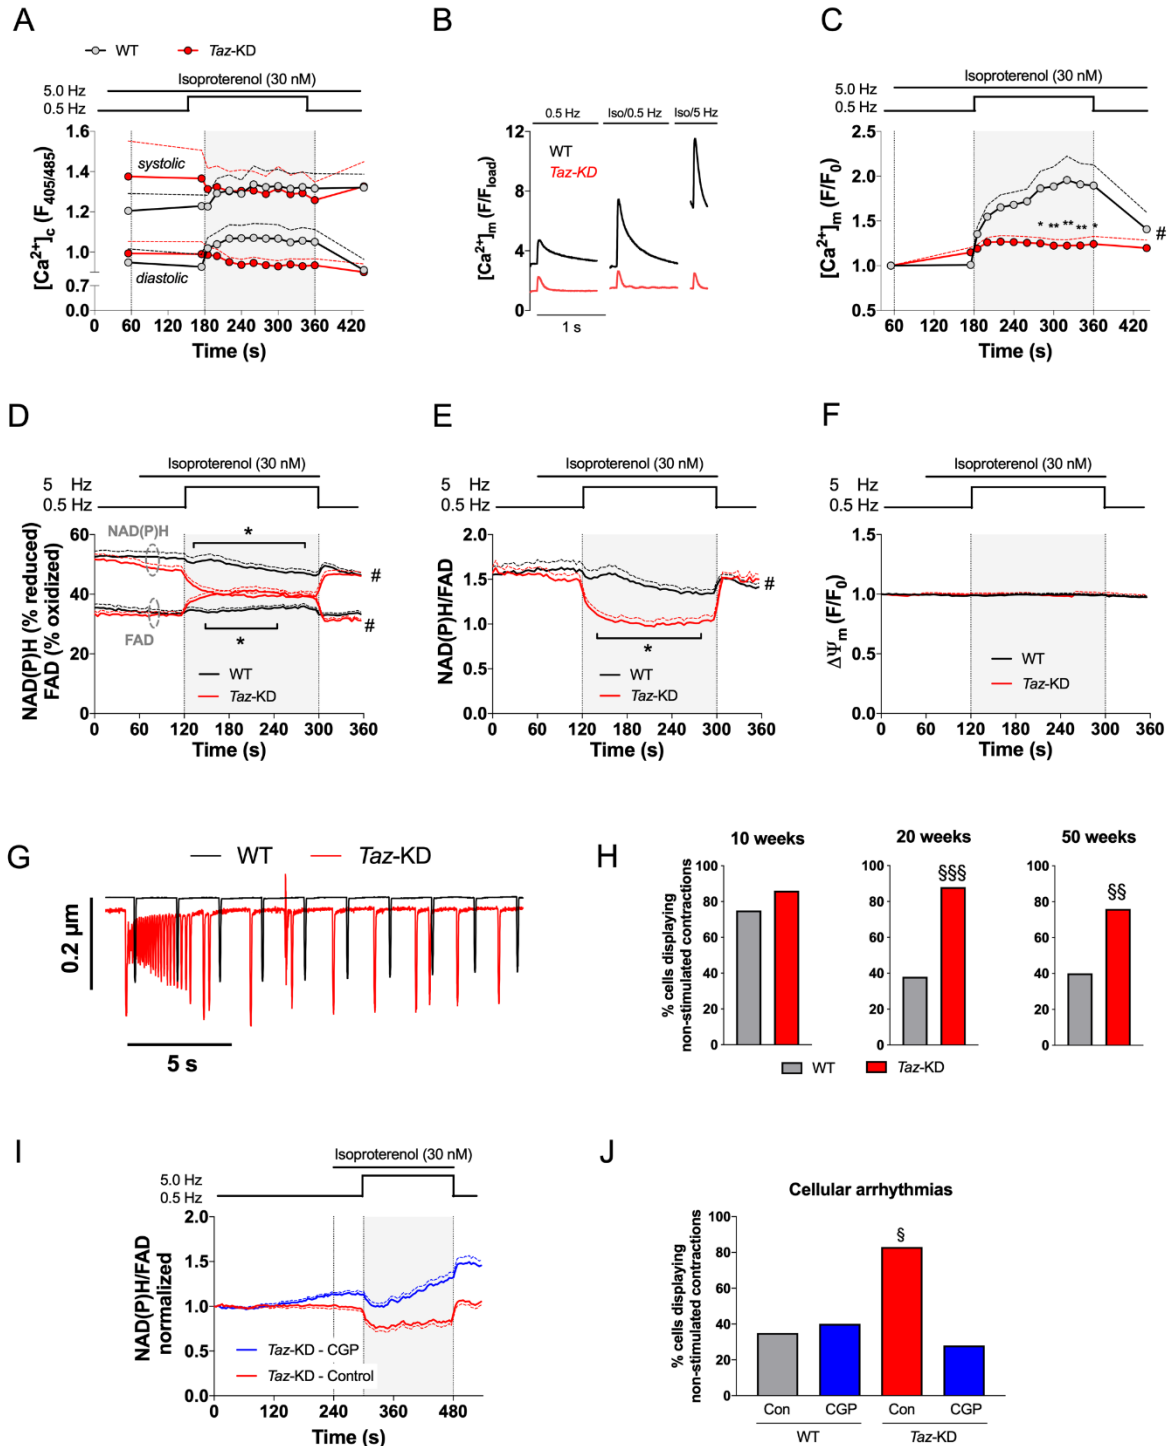 A
WT
Taz-KD
Isoproterenol (30 nM)
5.0 Hz
0.5 Hz
[Ca²⁺]c (F405/485)
1.6
1.4
1.2
1.0
0.7
0.0
systolic
diastolic
0 60 120 180 240 300 360 420
Time (s)
B
0.5 Hz
Iso/0.5 Hz
Iso/5 Hz
[Ca²⁺]m (F/Fload)
12
8
4
0
WT
Taz-KD
1 s
C
Isoproterenol (30 nM)
5.0 Hz
0.5 Hz
[Ca²⁺]m (F/F0)
2.5
2.0
1.5
1.0
0.5
* ** ** ** *
#
60 120 180 240 300 360 420
Time (s)
D
Isoproterenol (30 nM)
5 Hz
0.5 Hz
NAD(P)H (% reduced)
FAD (% oxidized)
60
40
20
0
NAD(P)H
*
#
FAD
*
#
WT
Taz-KD
0 60 120 180 240 300 360
Time (s)
E
Isoproterenol (30 nM)
5 Hz
0.5 Hz
NAD(P)H/FAD
2.0
1.5
1.0
0.5
0.0
#
*
WT
Taz-KD
0 60 120 180 240 300 360
Time (s)
F
Isoproterenol (30 nM)
5 Hz
0.5 Hz
ΔΨm (F/F0)
1.5
1.0
0.5
0.0
WT
Taz-KD
0 60 120 180 240 300 360
Time (s)
G
WT
Taz-KD
0.2 µm
5 s
H
10 weeks
20 weeks
50 weeks
% cells displaying
non-stimulated contractions
100
80
60
40
20
0
100
80
60
40
20
0
§§§
100
80
60
40
20
0
§§
WT
Taz-KD
I
Isoproterenol (30 nM)
5.0 Hz
0.5 Hz
NAD(P)H/FAD
normalized
2.0
1.5
1.0
0.5
0.0
Taz-KD - CGP
Taz-KD - Control
0 120 240 360 480
Time (s)
J
Cellular arrhythmias
% cells displaying
non-stimulated contractions
100
80
60
40
20
0
§
Con CGP Con CGP
WT Taz-KD